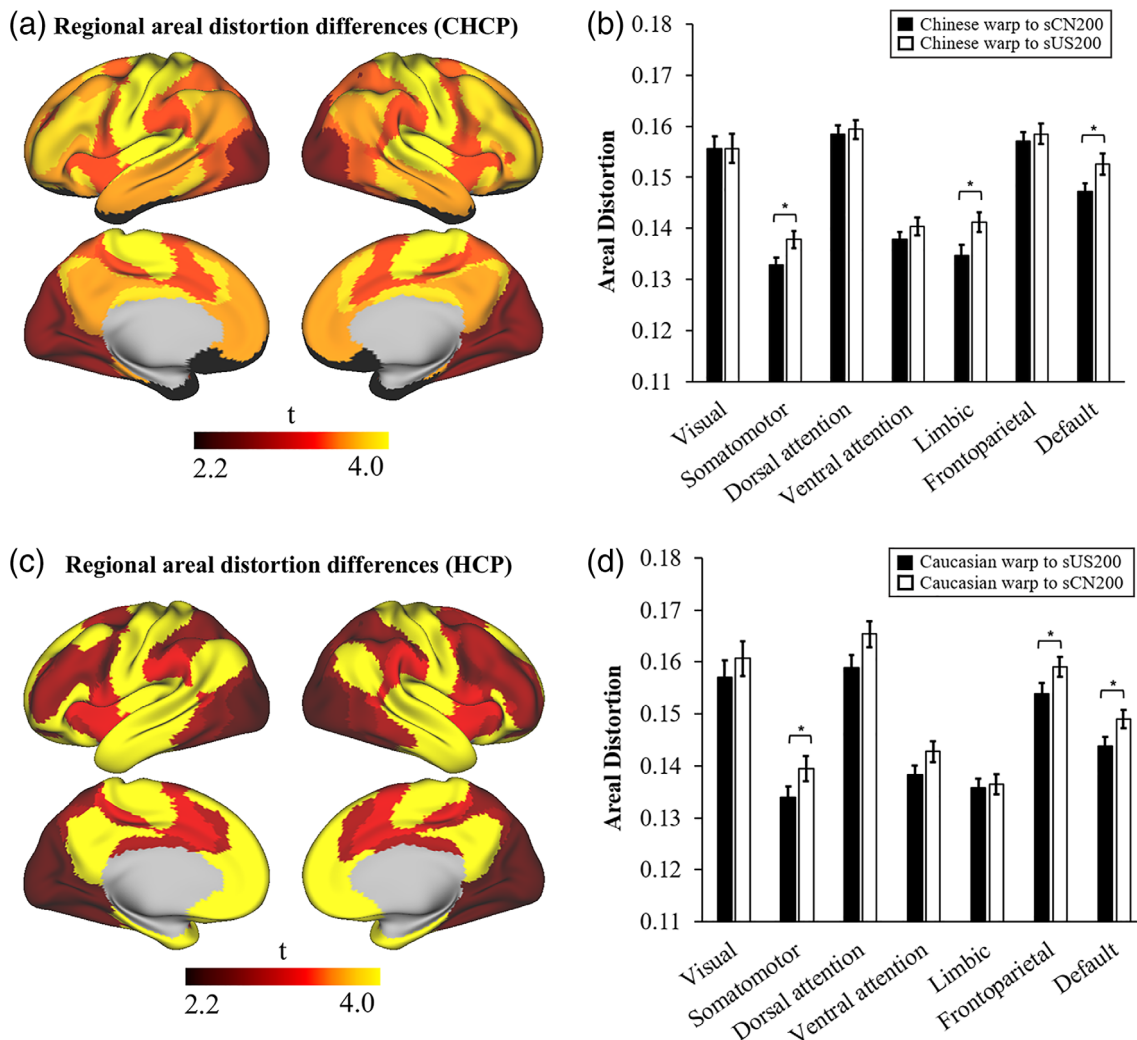 (a) Regional areal distortion differences (CHCP)
t
2.2 4.0
(b)
Chinese warp to sCN200
Chinese warp to sUS200
Areal Distortion
0.18
0.17
0.16
0.15
0.14
0.13
0.12
0.11
*
*
*
Visual
Somatomotor
Dorsal attention
Ventral attention
Limbic
Frontoparietal
Default
(c) Regional areal distortion differences (HCP)
t
2.2 4.0
(d)
Caucasian warp to sUS200
Caucasian warp to sCN200
Areal Distortion
0.18
0.17
0.16
0.15
0.14
0.13
0.12
0.11
*
*
*
Visual
Somatomotor
Dorsal attention
Ventral attention
Limbic
Frontoparietal
Default